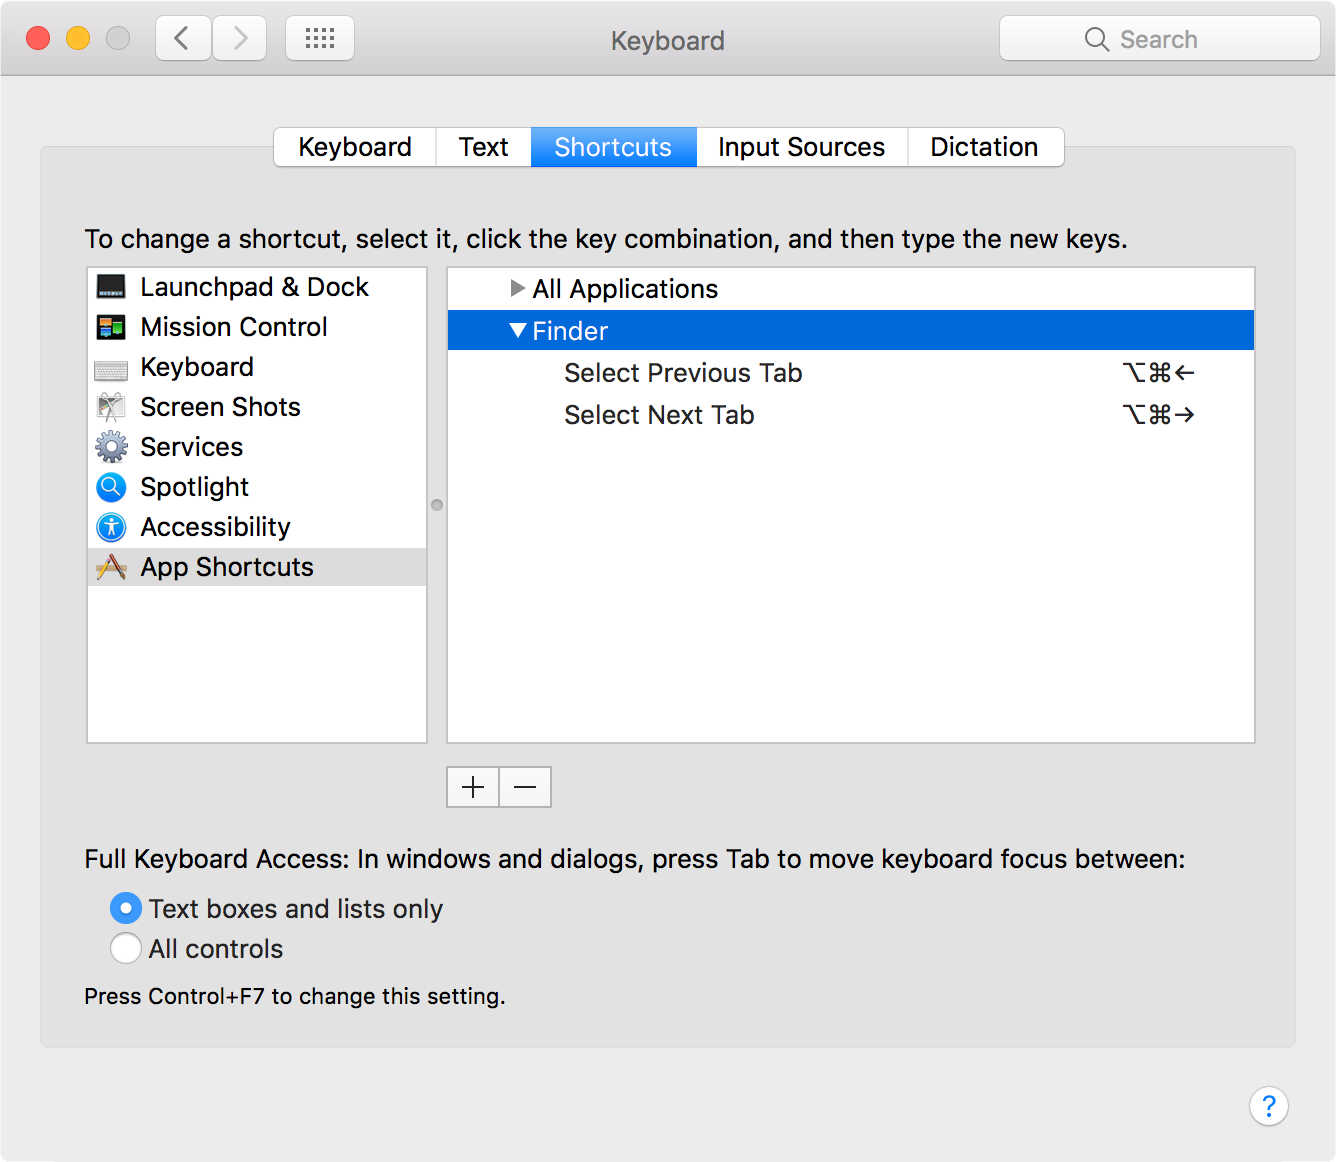 Keyboard
Search
Keyboard Text Shortcuts Input Sources Dictation
To change a shortcut, select it, click the key combination, and then type the new keys.
Launchpad & Dock
Mission Control
Keyboard
Screen Shots
Services
Spotlight
Accessibility
App Shortcuts
All Applications
Finder
Select Previous Tab ⌥⌘←
Select Next Tab ⌥⌘→
+ −
Full Keyboard Access: In windows and dialogs, press Tab to move keyboard focus between:
Text boxes and lists only
All controls
Press Control+F7 to change this setting.
?